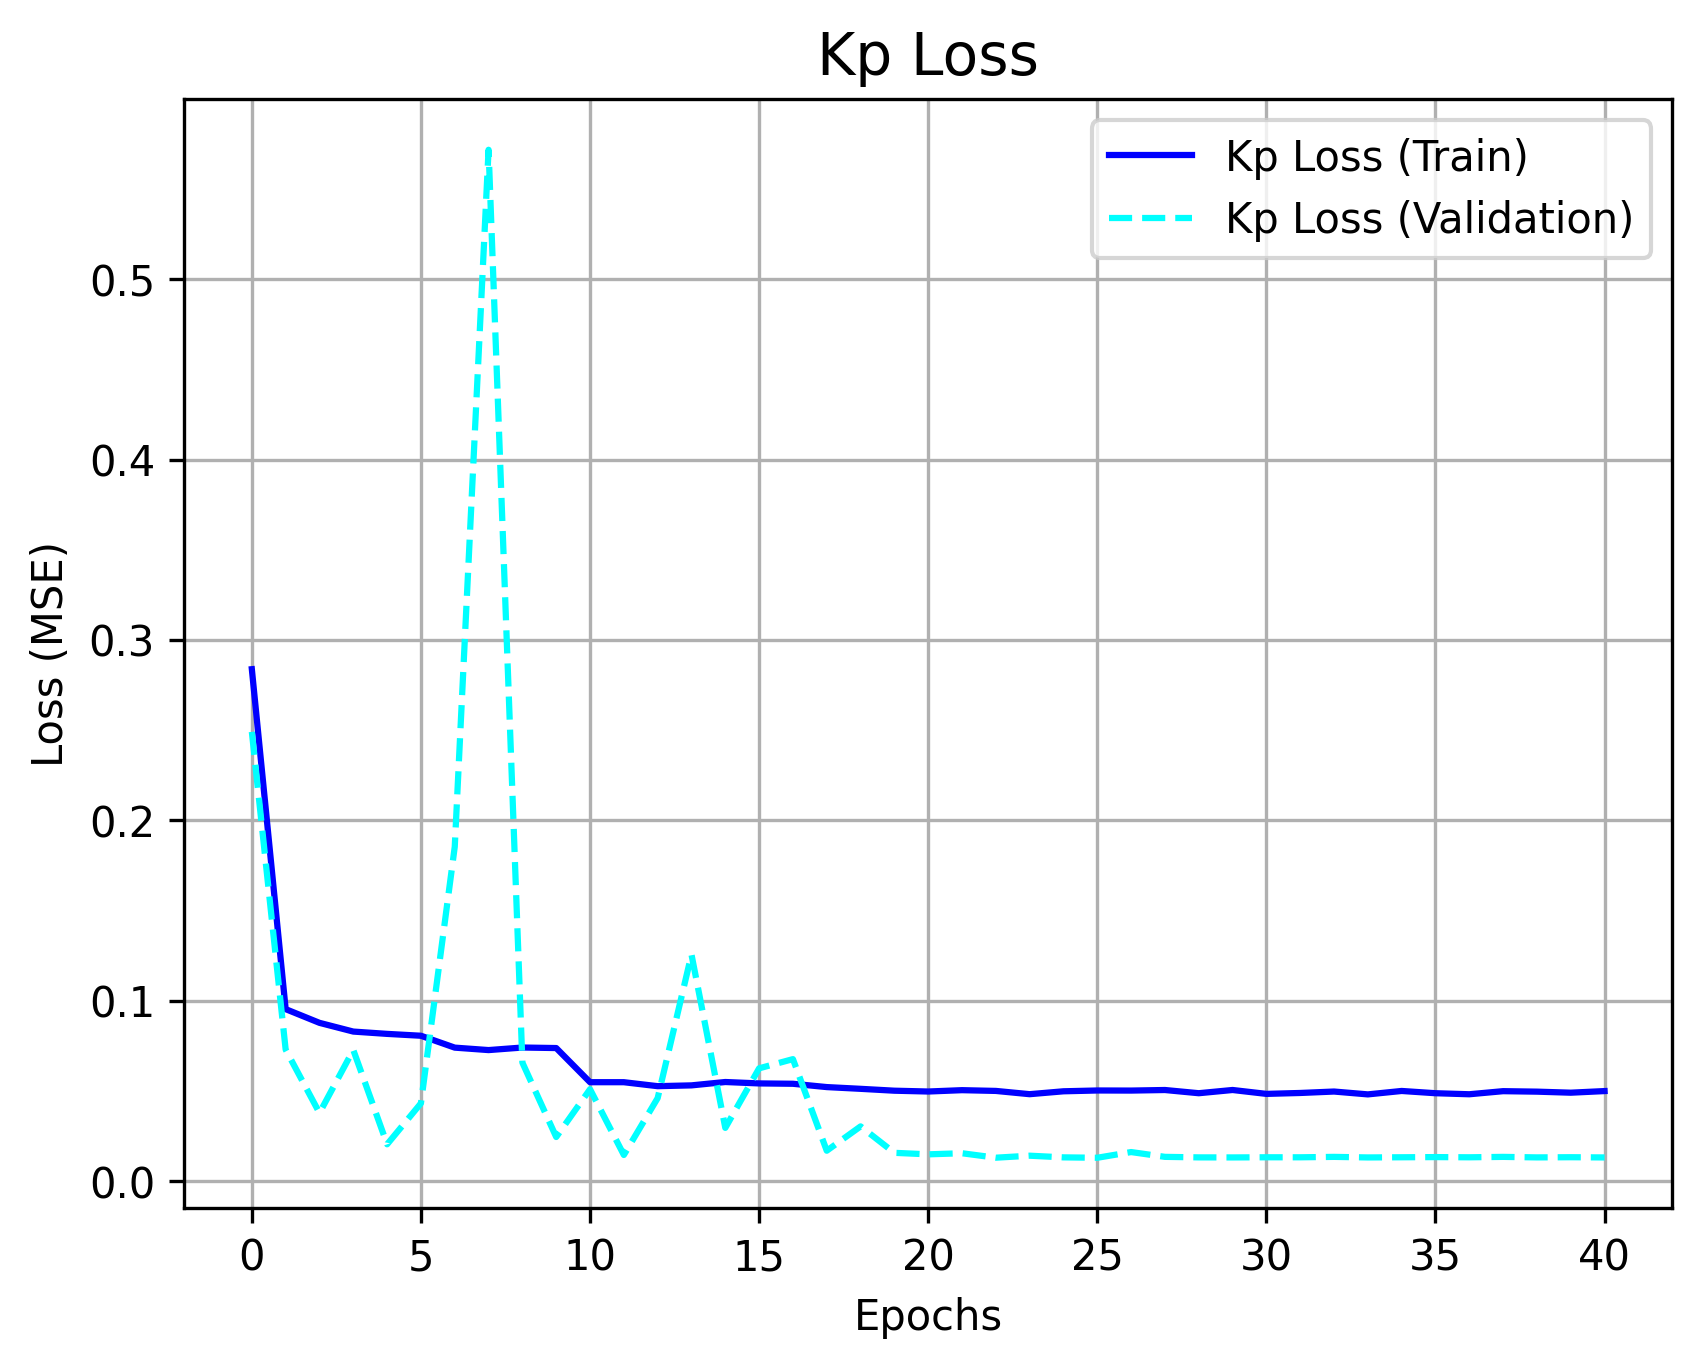 Kp Loss
Kp Loss (Train)
Kp Loss (Validation)
Loss (MSE)
0.5
0.4
0.3
0.2
0.1
0.0
0 5 10 15 20 25 30 35 40
Epochs